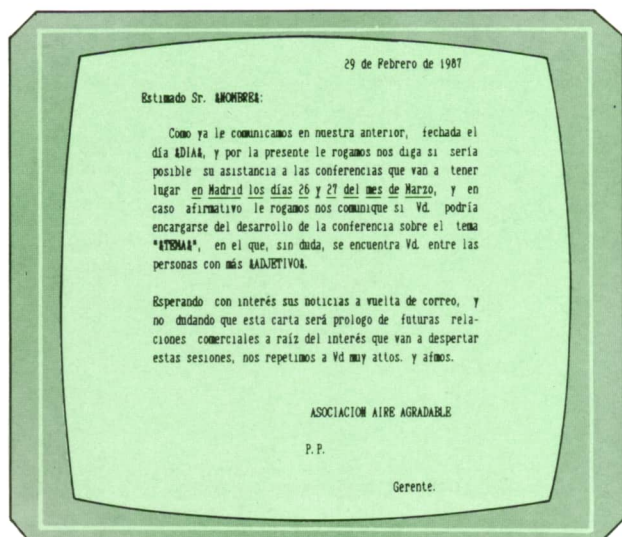 29 de Febrero de 1987
Estimado Sr. &NOMBRE&:
Como ya le comunicamos en nuestra anterior, fechada el
día &DIA&, y por la presente le rogamos nos diga si sería
posible su asistancia a las conferencias que van a tener
lugar en Madrid los días 26 y 27 del mes de Marzo, y en
caso afirmativo le rogamos nos comunique si Vd. podría
encargarse del desarrollo de la conferencia sobre el tema
"&TEMA&", en el que, sin duda, se encuentra Vd. entre las
personas con más &ADJETIVO&.
Esperando con interés sus noticias a vuelta de correo, y
no dudando que esta carta será prologo de futuras rela-
ciones comerciales a raíz del interés que van a despertar
estas sesiones, nos repetimos a Vd muy attos. y afmos.
ASOCIACION AIRE AGRADABLE
P.P.
Gerente.